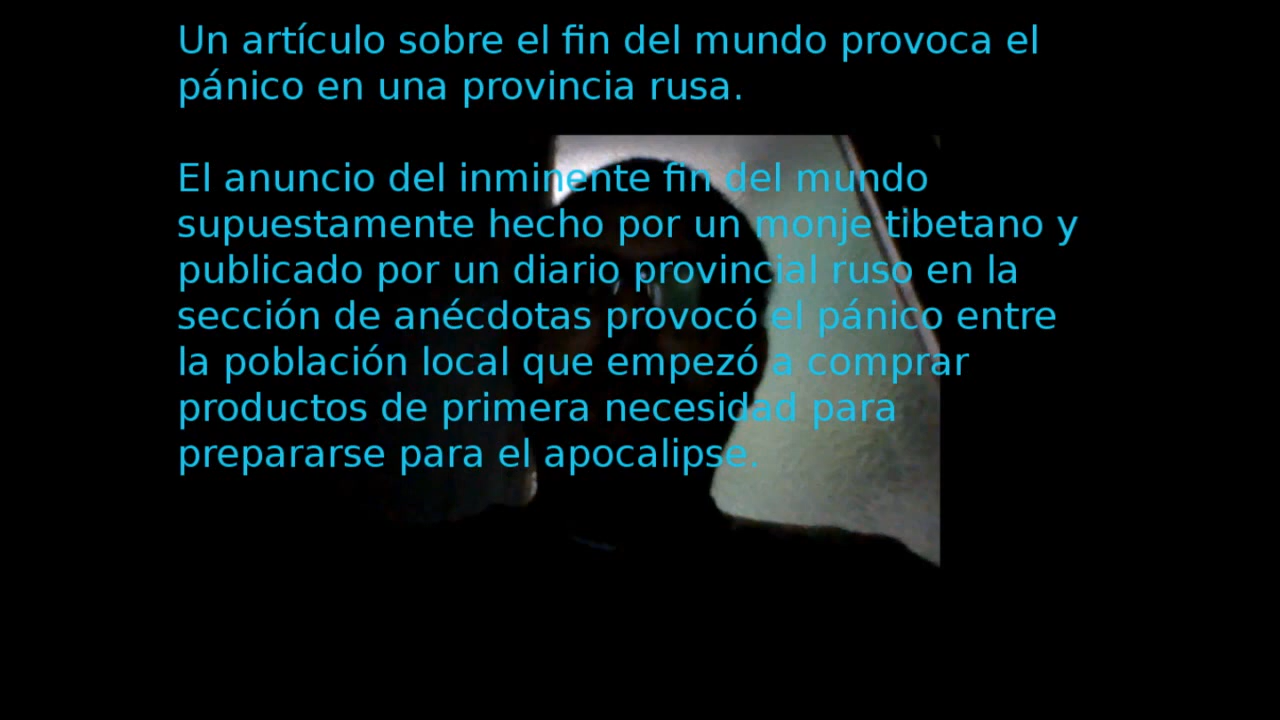 Un artículo sobre el fin del mundo provoca el
pánico en una provincia rusa.
El anuncio del inminente fin del mundo
supuestamente hecho por un monje tibetano y
publicado por un diario provincial ruso en la
sección de anécdotas provocó el pánico entre
la población local que empezó a comprar
productos de primera necesidad para
prepararse para el apocalipse.